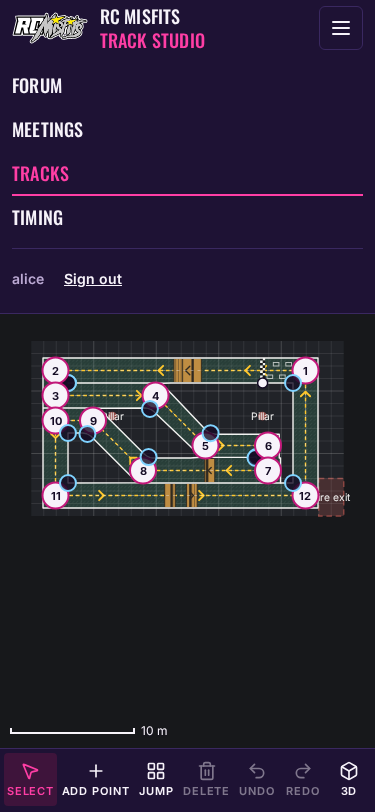 RC Misfits
RC MISFITS
TRACK STUDIO
FORUM
MEETINGS
TRACKS
TIMING
alice Sign out
2 1
3 4
10 9 Pillar
5 6
8 7
11 12 re exit
10 m
SELECT ADD POINT JUMP DELETE UNDO REDO 3D